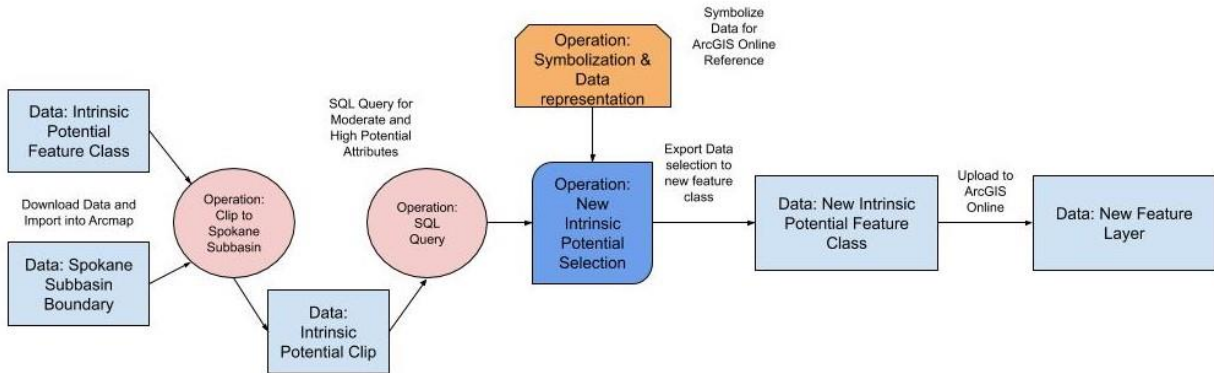 Data: Intrinsic
Potential
Feature Class
Download Data and
Import into Arcmap
Data: Spokane
Subbasin
Boundary
Operation:
Clip to
Spokane
Subbasin
Data:
Intrinsic
Potential Clip
SQL Query for
Moderate and
High Potential
Attributes
Operation:
SQL
Query
Operation:
Symbolization &
Data
representation
Symbolize
Data for
ArcGIS Online
Reference
Operation:
New
Intrinsic
Potential
Selection
Export Data
selection to
new feature
class
Data: New Intrinsic
Potential Feature
Class
Upload to
ArcGIS
Online
Data: New Feature
Layer